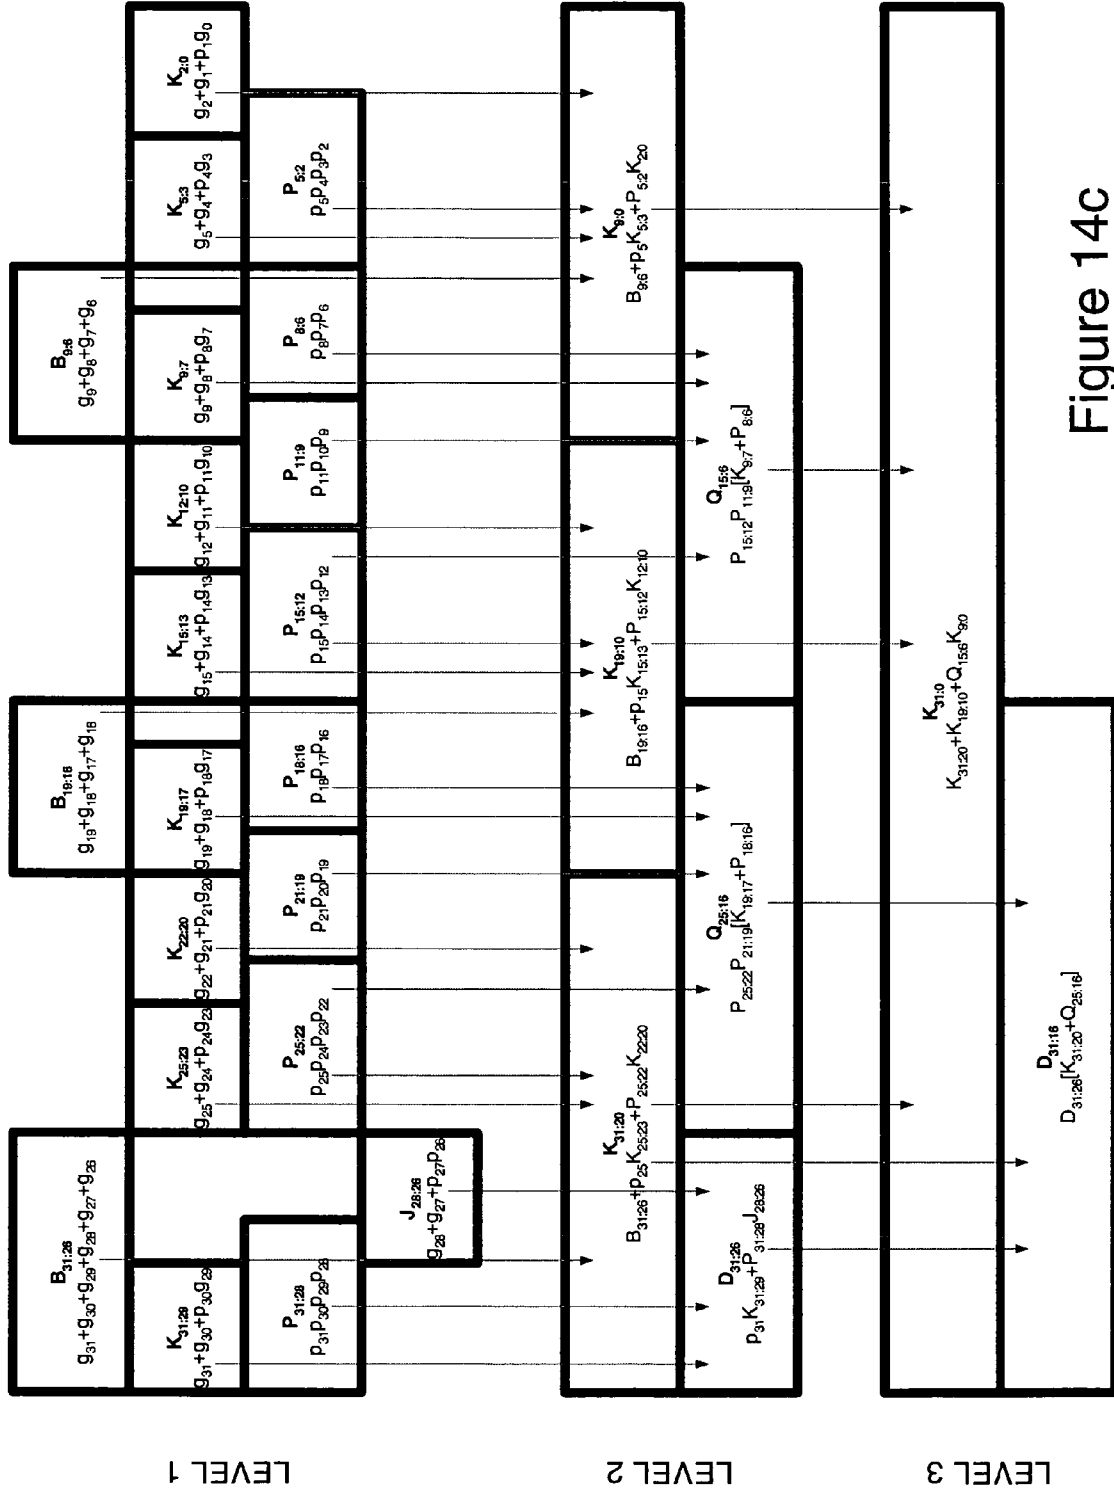 LEVEL 1
B31:26
g31+g30+g29+g28+g27+g26
B19:16
g19+g18+g17+g16
B9:6
g9+g8+g7+g6
K31:29
g31+g30+p30g29
K25:23
g25+g24+p24g23
K22:20
g22+g21+p21g20
K19:17
g19+g18+p18g17
K15:13
g15+g14+p14g13
K12:10
g12+g11+p11g10
K9:7
g9+g8+p8g7
K5:3
g5+g4+p4g3
K2:0
g2+g1+p1g0
P31:28
p31p30p29p28
P25:22
p25p24p23p22
P21:19
p21p20p19
P18:16
p18p17p16
P15:12
p15p14p13p12
P11:9
p11p10p9
P8:6
p8p7p6
P5:2
p5p4p3p2
J28:26
g28+g27+p27p26
LEVEL 2
K31:20
B31:26+p25K25:23+P25:22K22:20
K19:10
B19:16+p15K15:13+P15:12K12:10
K9:0
B9:6+p5K5:3+P5:2K2:0
D31:26
p31K31:29+P31:28J28:26
Q25:16
P25:22P21:19[K19:17+P18:16]
Q15:6
P15:12P11:9[K9:7+P8:6]
LEVEL 3
K31:0
K31:20+K19:10+Q15:6K9:0
D31:16
D31:26[K31:20+Q25:16]
Figure 14c